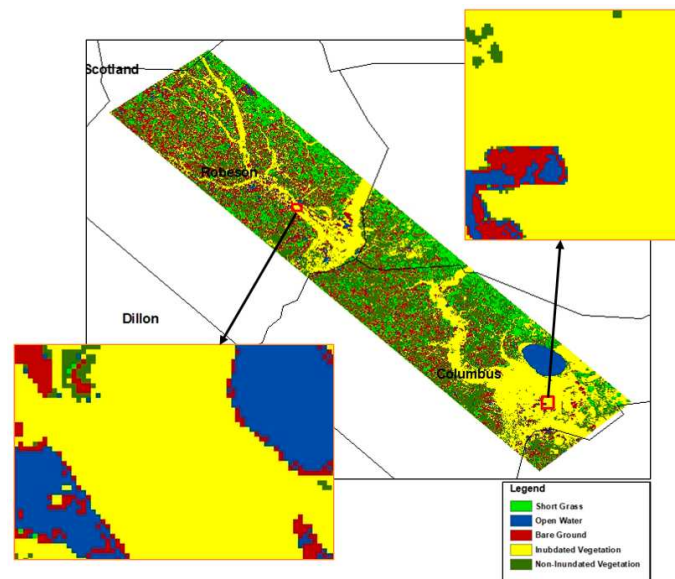 Scotland
Robeson
Dillon
Columbus
Legend
Short Grass
Open Water
Bare Ground
Inubdated Vegetation
Non-Inundated Vegetation